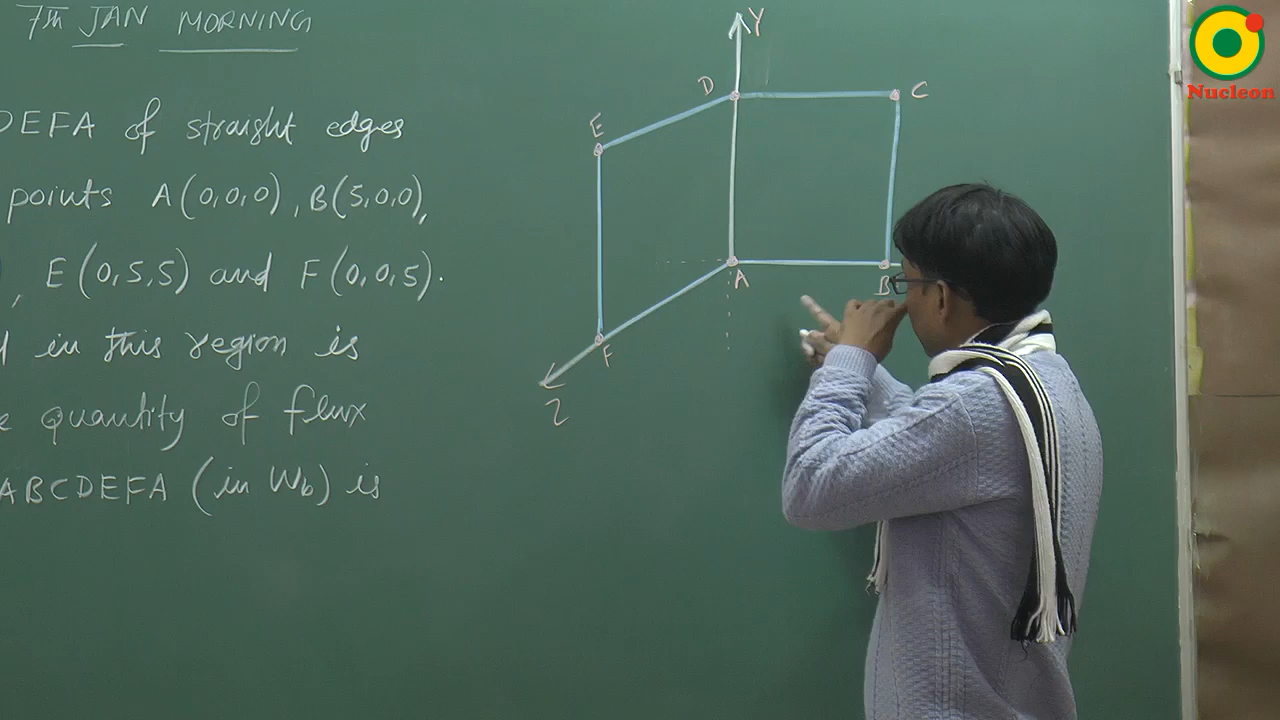 7th JAN MORNING
DEFA of straight edges
points A(0,0,0), B(5,0,0),
, E(0,5,5) and F(0,0,5).
in this region is
quantity of flux
ABCDEFA (in Wb) is
Y
D
C
E
A
B
F
Z
Nucleon